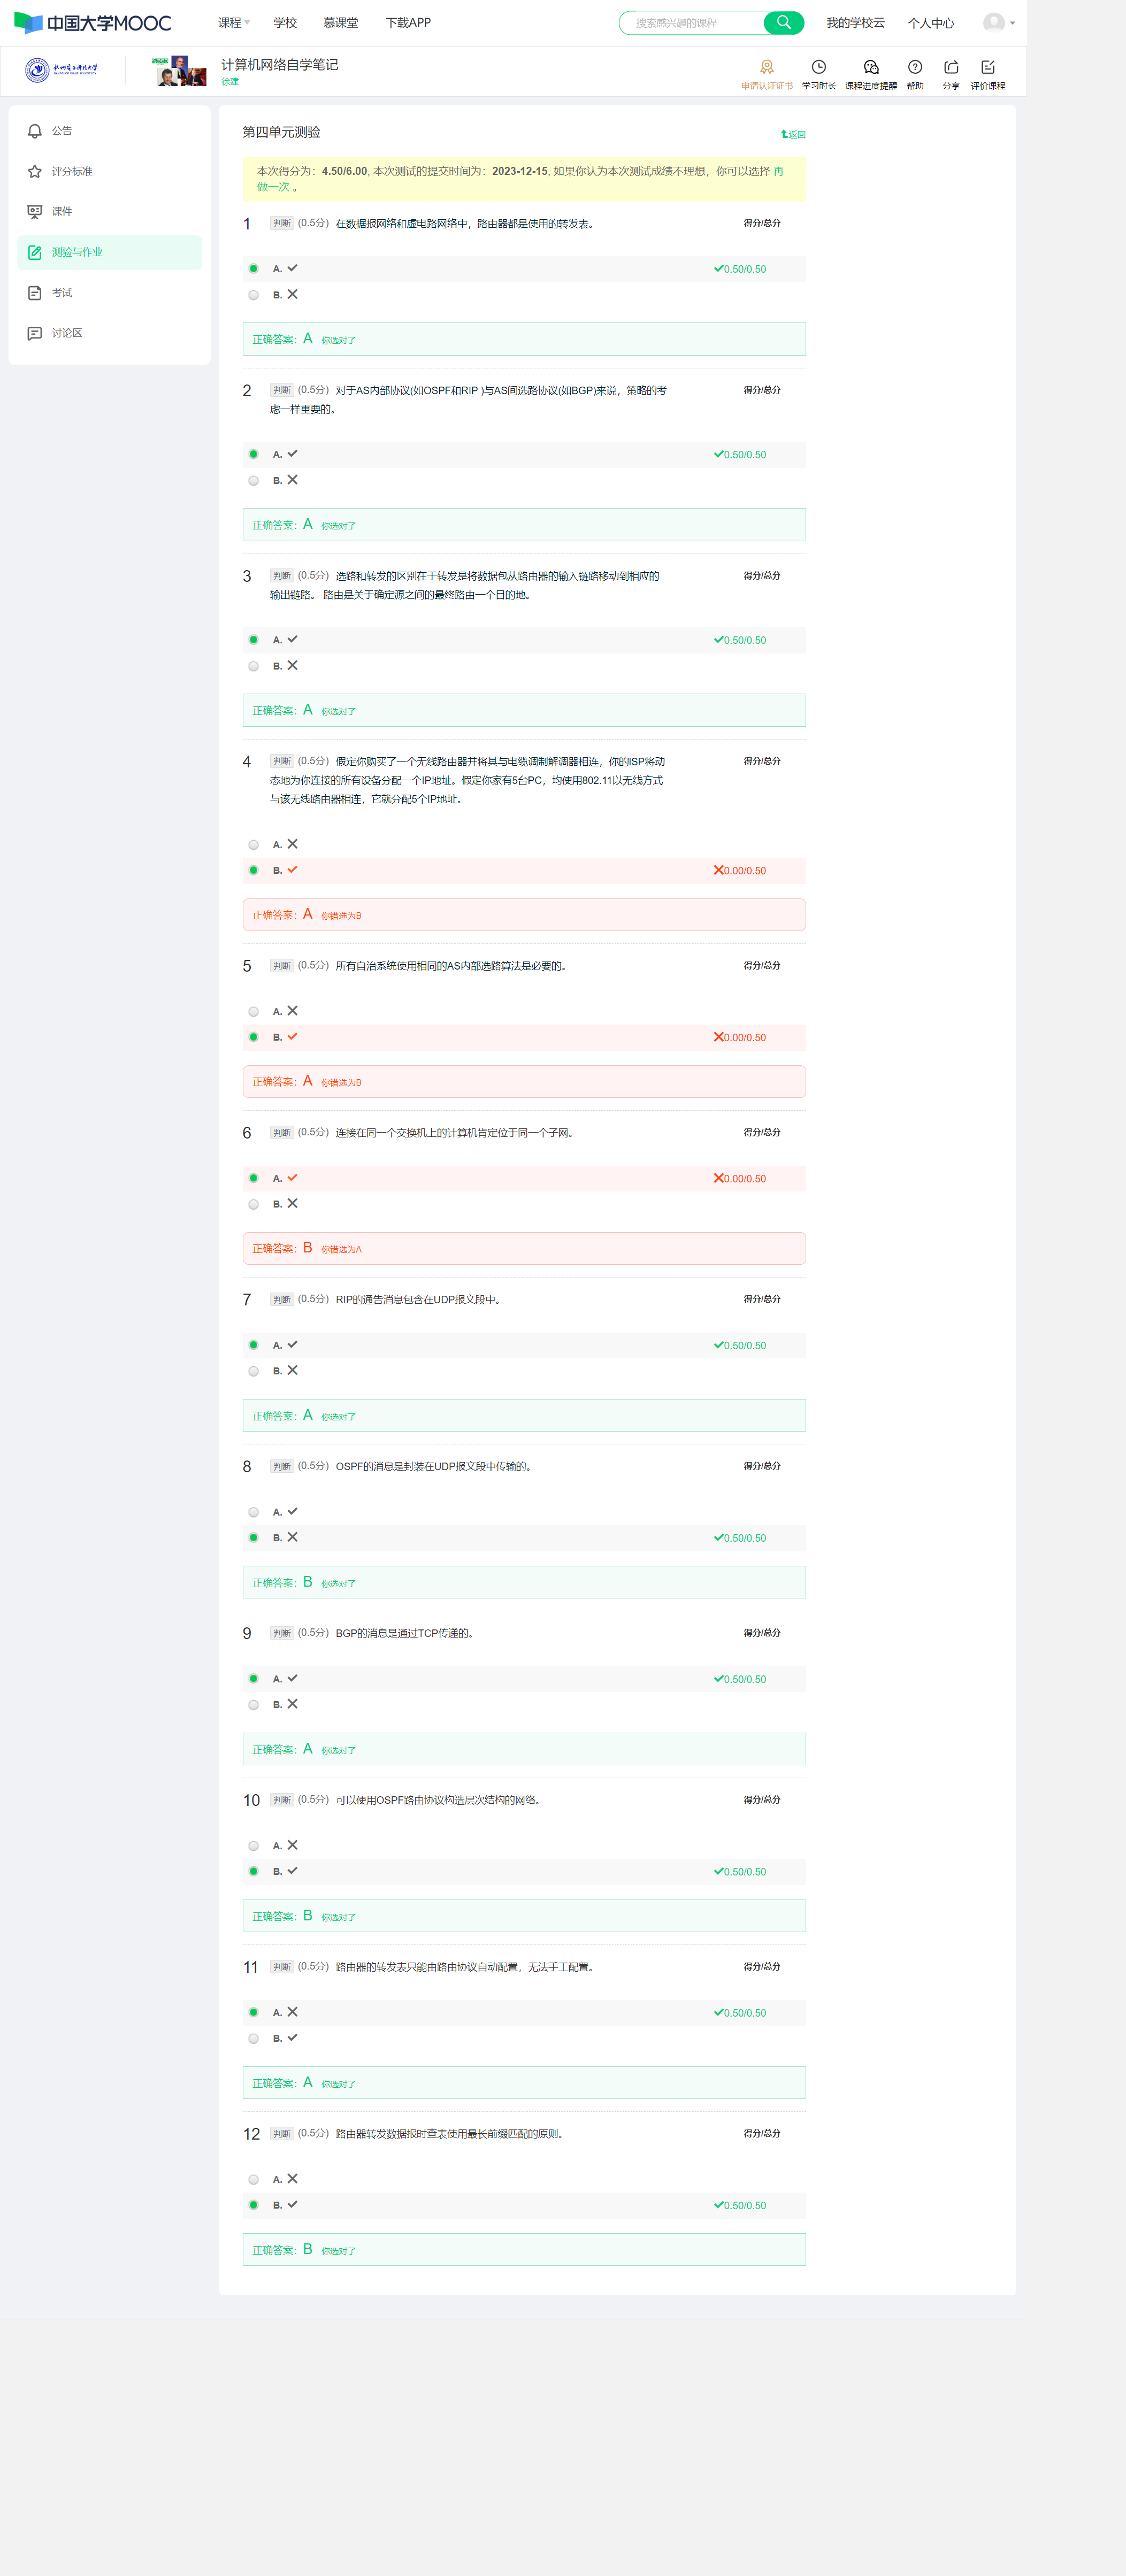 中国大学MOOC
课程
学校
慕课堂
下载APP
搜索感兴趣的课程
我的学校云
个人中心
计算机网络自学笔记
徐建
申请认证证书
学习时长
课程进度提醒
帮助
分享
评价课程
公告
评分标准
课件
测验与作业
考试
讨论区
第四单元测验
返回
本次得分为：4.50/6.00, 本次测试的提交时间为：2023-12-15, 如果你认为本次测试成绩不理想，你可以选择 再
做一次 。
1 判断 (0.5分) 在数据报网络和虚电路网络中，路由器都是使用的转发表。 得分/总分
A. 0.50/0.50
B.
正确答案：A 你选对了
2 判断 (0.5分) 对于AS内部协议(如OSPF和RIP )与AS间选路协议(如BGP)来说，策略的考 得分/总分
虑一样重要的。
A. 0.50/0.50
B.
正确答案：A 你选对了
3 判断 (0.5分) 选路和转发的区别在于转发是将数据包从路由器的输入链路移动到相应的 得分/总分
输出链路。 路由是关于确定源之间的最终路由一个目的地。
A. 0.50/0.50
B.
正确答案：A 你选对了
4 判断 (0.5分) 假定你购买了一个无线路由器并将其与电缆调制解调器相连，你的ISP将动 得分/总分
态地为你连接的所有设备分配一个IP地址。假定你家有5台PC，均使用802.11以无线方式
与该无线路由器相连，它就分配5个IP地址。
A.
B. 0.00/0.50
正确答案：A 你错选为B
5 判断 (0.5分) 所有自治系统使用相同的AS内部选路算法是必要的。 得分/总分
A.
B. 0.00/0.50
正确答案：A 你错选为B
6 判断 (0.5分) 连接在同一个交换机上的计算机肯定位于同一个子网。 得分/总分
A. 0.00/0.50
B.
正确答案：B 你错选为A
7 判断 (0.5分) RIP的通告消息包含在UDP报文段中。 得分/总分
A. 0.50/0.50
B.
正确答案：A 你选对了
8 判断 (0.5分) OSPF的消息是封装在UDP报文段中传输的。 得分/总分
A.
B. 0.50/0.50
正确答案：B 你选对了
9 判断 (0.5分) BGP的消息是通过TCP传递的。 得分/总分
A. 0.50/0.50
B.
正确答案：A 你选对了
10 判断 (0.5分) 可以使用OSPF路由协议构造层次结构的网络。 得分/总分
A.
B. 0.50/0.50
正确答案：B 你选对了
11 判断 (0.5分) 路由器的转发表只能由路由协议自动配置，无法手工配置。 得分/总分
A. 0.50/0.50
B.
正确答案：A 你选对了
12 判断 (0.5分) 路由器转发数据报时查表使用最长前缀匹配的原则。 得分/总分
A.
B. 0.50/0.50
正确答案：B 你选对了